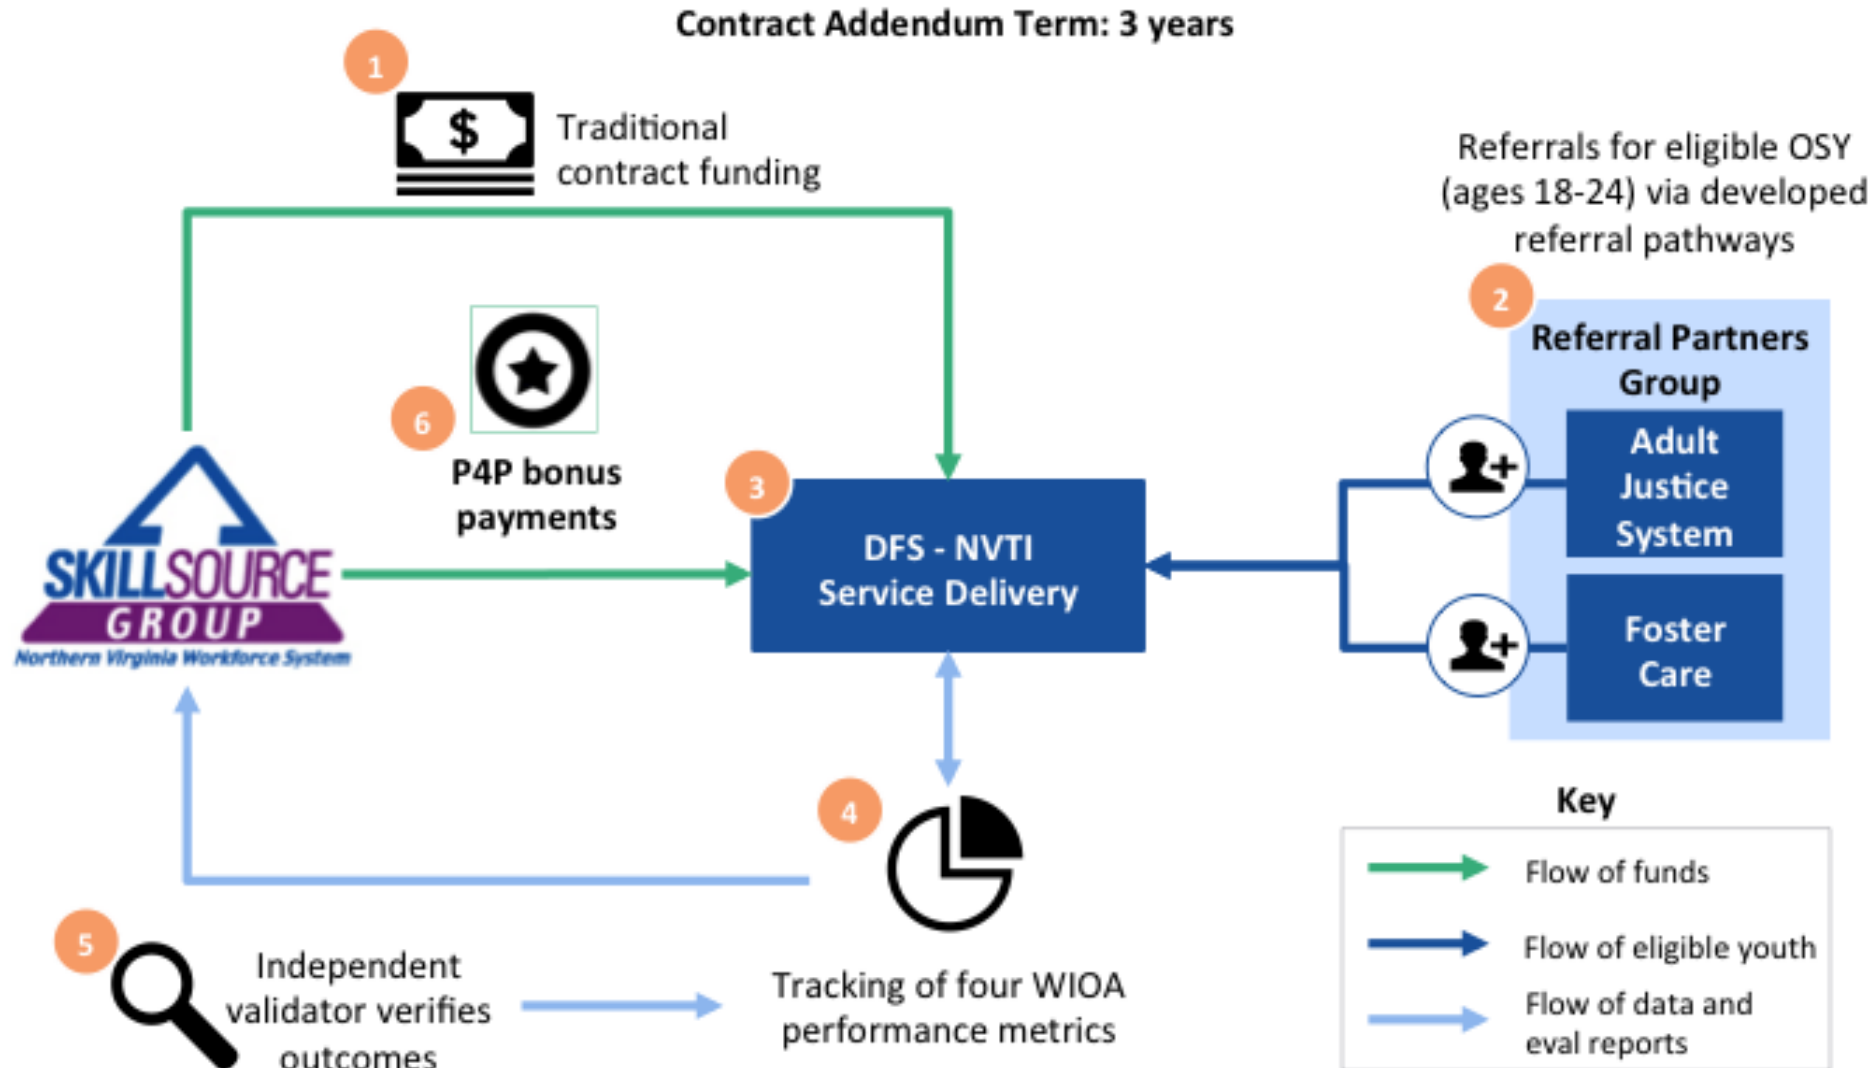 Contract Addendum Term: 3 years
1
$
Traditional
contract funding
Referrals for eligible OSY
(ages 18-24) via developed
referral pathways
2
Referral Partners
Group
Adult
Justice
System
Foster
Care
6
P4P bonus
payments
3
DFS - NVTI
Service Delivery
SKILLSOURCE
GROUP
Northern Virginia Workforce System
4
Tracking of four WIOA
performance metrics
5
Independent
validator verifies
outcomes
Key
Flow of funds
Flow of eligible youth
Flow of data and
eval reports